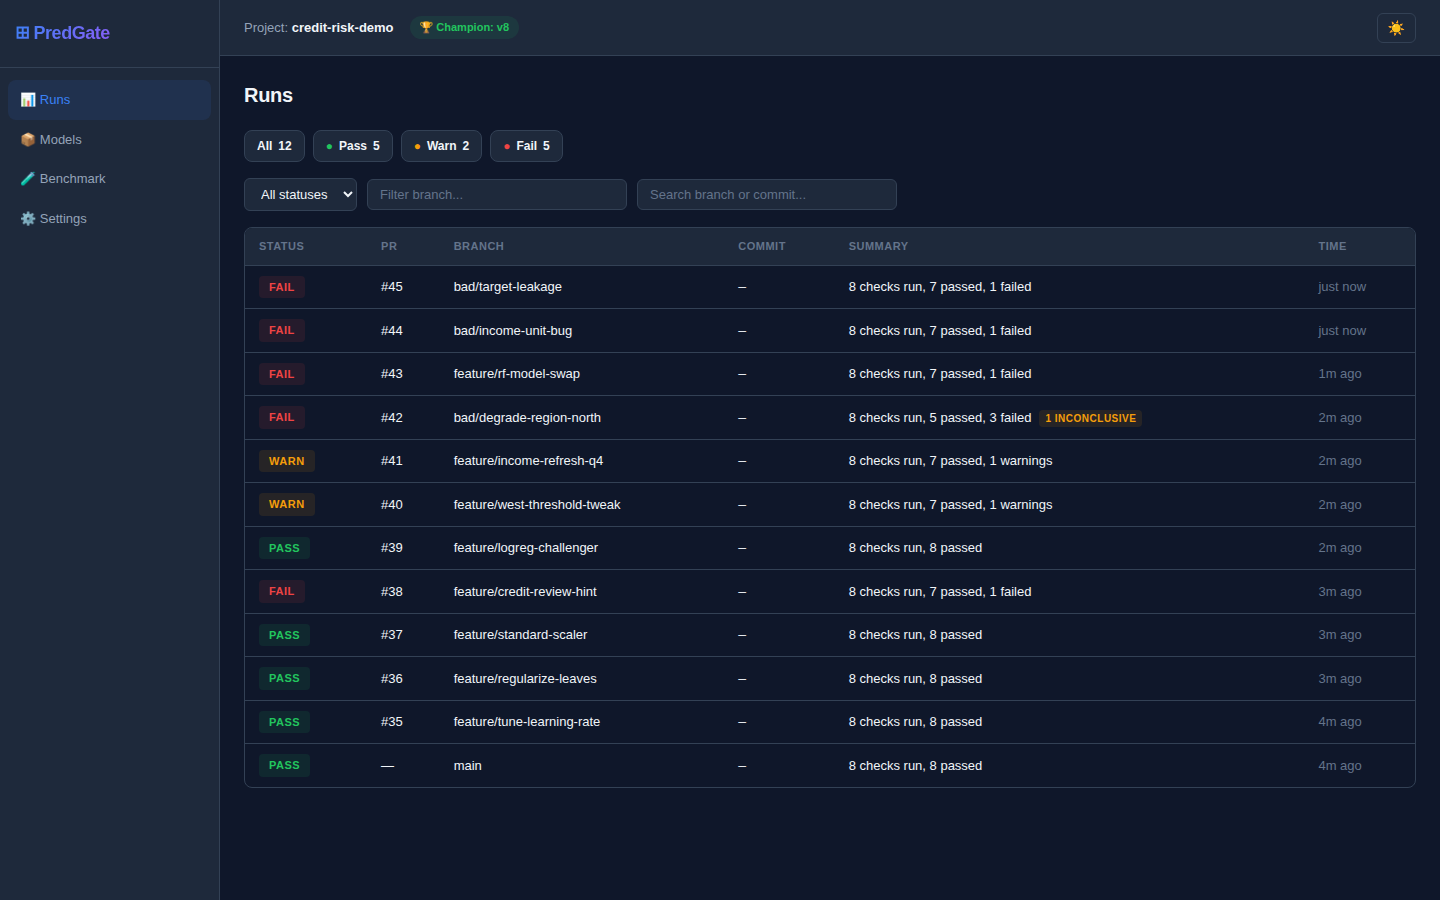 PredGate
Project: credit-risk-demo 🏆 Champion: v8
📊 Runs
📦 Models
🧪 Benchmark
⚙️ Settings
Runs
All 12 ● Pass 5 ● Warn 2 ● Fail 5
All statuses Filter branch... Search branch or commit...
STATUS PR BRANCH COMMIT SUMMARY TIME
FAIL #45 bad/target-leakage – 8 checks run, 7 passed, 1 failed just now
FAIL #44 bad/income-unit-bug – 8 checks run, 7 passed, 1 failed just now
FAIL #43 feature/rf-model-swap – 8 checks run, 7 passed, 1 failed 1m ago
FAIL #42 bad/degrade-region-north – 8 checks run, 5 passed, 3 failed 1 INCONCLUSIVE 2m ago
WARN #41 feature/income-refresh-q4 – 8 checks run, 7 passed, 1 warnings 2m ago
WARN #40 feature/west-threshold-tweak – 8 checks run, 7 passed, 1 warnings 2m ago
PASS #39 feature/logreg-challenger – 8 checks run, 8 passed 2m ago
FAIL #38 feature/credit-review-hint – 8 checks run, 7 passed, 1 failed 3m ago
PASS #37 feature/standard-scaler – 8 checks run, 8 passed 3m ago
PASS #36 feature/regularize-leaves – 8 checks run, 8 passed 3m ago
PASS #35 feature/tune-learning-rate – 8 checks run, 8 passed 4m ago
PASS — main – 8 checks run, 8 passed 4m ago